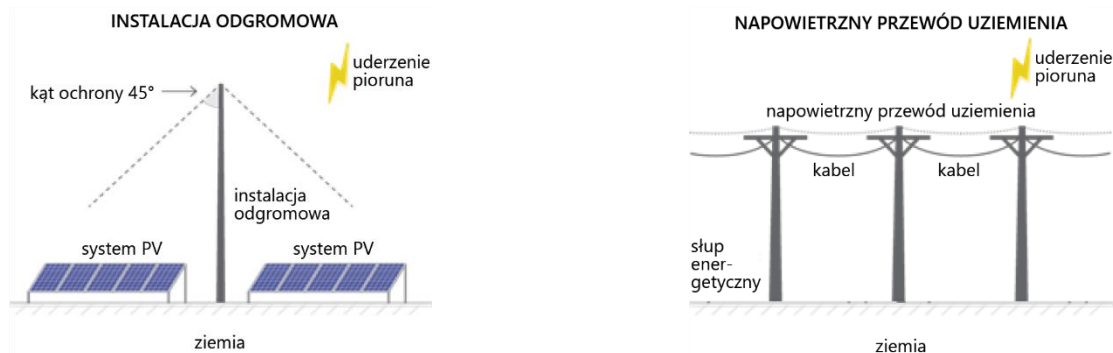 INSTALACJA ODGROMOWA
uderzenie
pioruna
kąt ochrony 45°
instalacja
odgromowa
system PV
system PV
ziemia
NAPOWIETRZNY PRZEWÓD UZIEMIENIA
uderzenie
pioruna
napowietrzny przewód uziemienia
kabel
kabel
słup
ener-
getyczny
ziemia